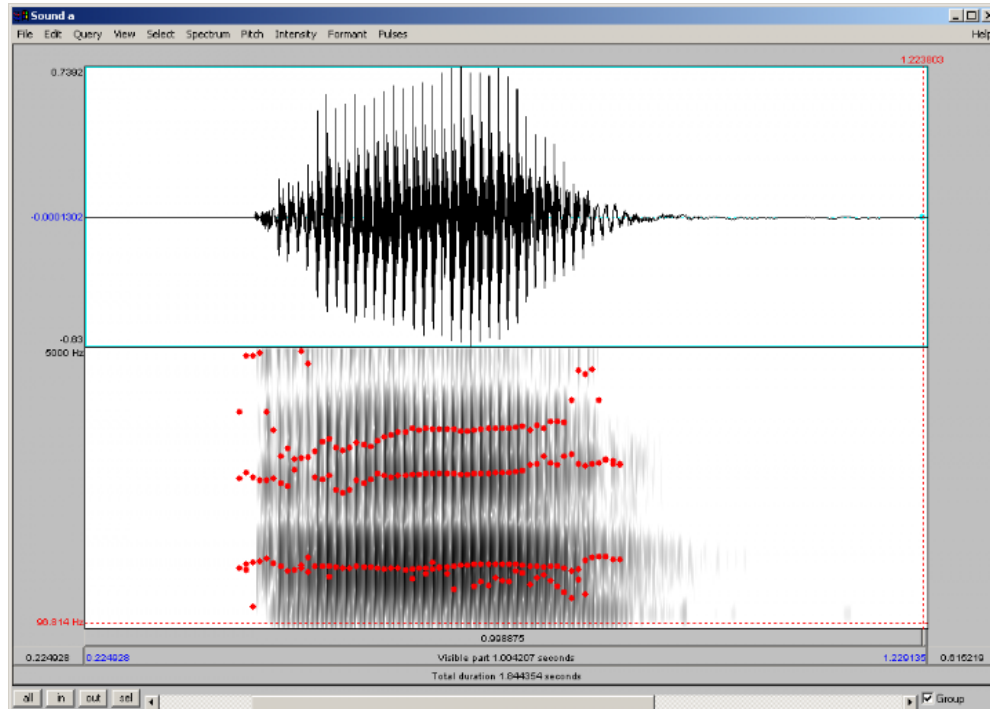 Sound a
File Edit Query View Select Spectrum Pitch Intensity Formant Pulses Help
1.223803
0.7392
-0.0001302
-0.83
5000 Hz
96.814 Hz
0.998875
0.224928 0.224928 Visible part 1.004207 seconds 1.229135 0.615219
Total duration 1.844354 seconds
all in out sel Group